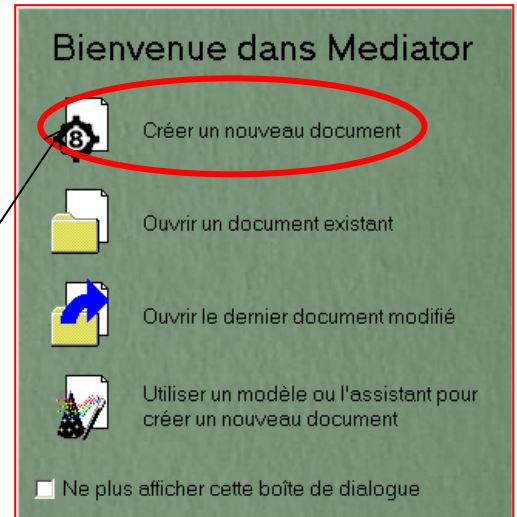 Bienvenue dans Mediator
8
Créer un nouveau document
Ouvrir un document existant
Ouvrir le dernier document modifié
Utiliser un modèle ou l'assistant pour
créer un nouveau document
Ne plus afficher cette boîte de dialogue